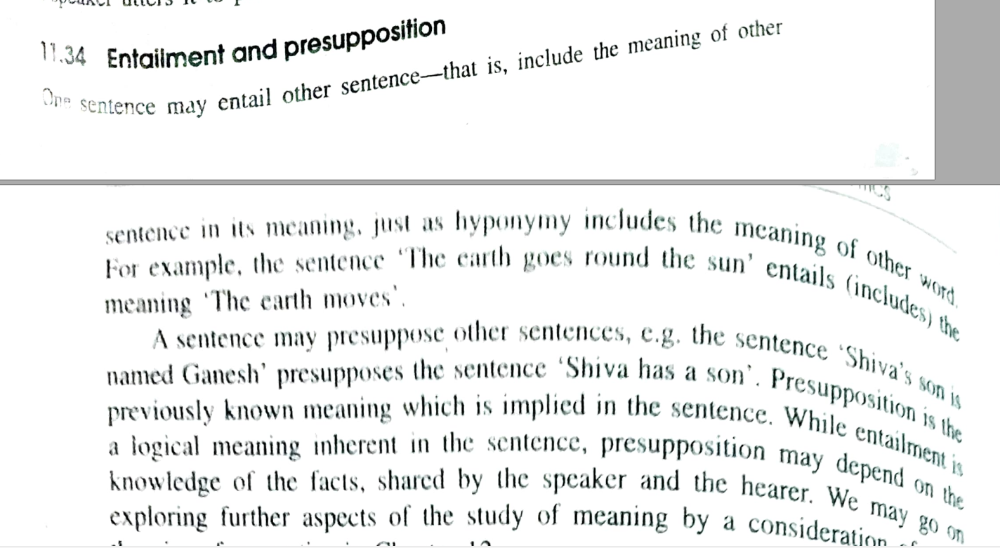 11.34 Entailment and presupposition
One sentence may entail other sentence—that is, include the meaning of other
sentence in its meaning, just as hyponymy includes the meaning of other word.
For example, the sentence ‘The earth goes round the sun’ entails (includes) the
meaning ‘The earth moves’.
A sentence may presuppose other sentences, e.g. the sentence ‘Shiva’s son is
named Ganesh’ presupposes the sentence ‘Shiva has a son’. Presupposition is the
previously known meaning which is implied in the sentence. While entailment is
a logical meaning inherent in the sentence, presupposition may depend on the
knowledge of the facts, shared by the speaker and the hearer. We may go on
exploring further aspects of the study of meaning by a consideration